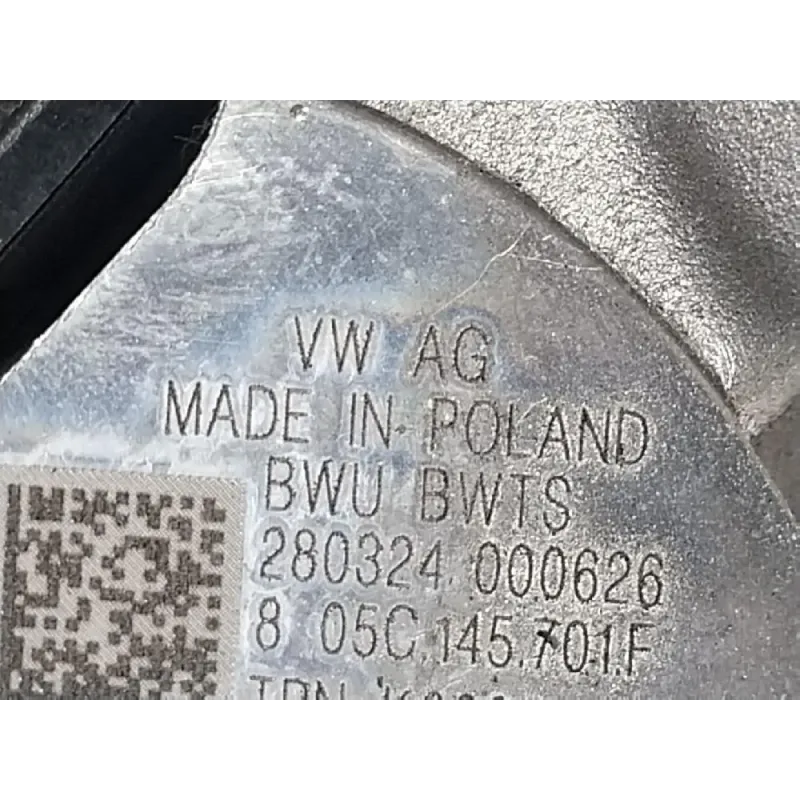 VW AG
MADE IN POLAND
BWU BWTS
280324 000626
8 05C.145.701.F